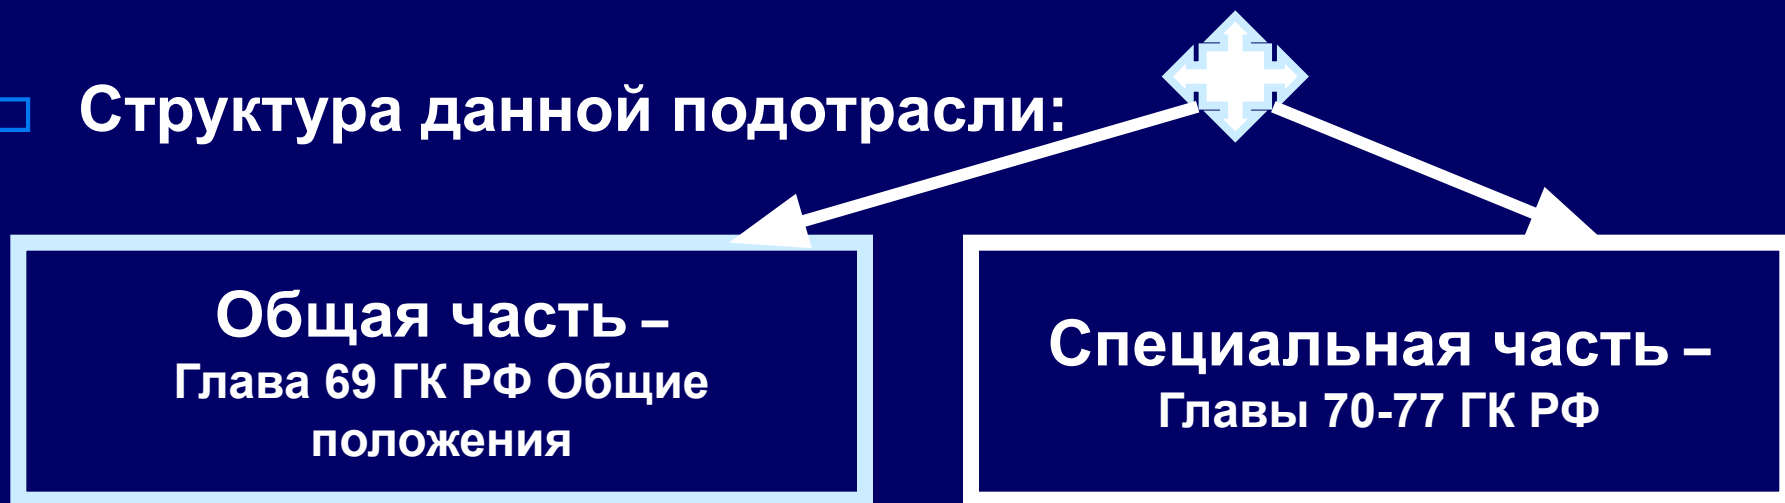 Структура данной подотрасли:
Общая часть –
Глава 69 ГК РФ Общие
положения
Специальная часть –
Главы 70-77 ГК РФ